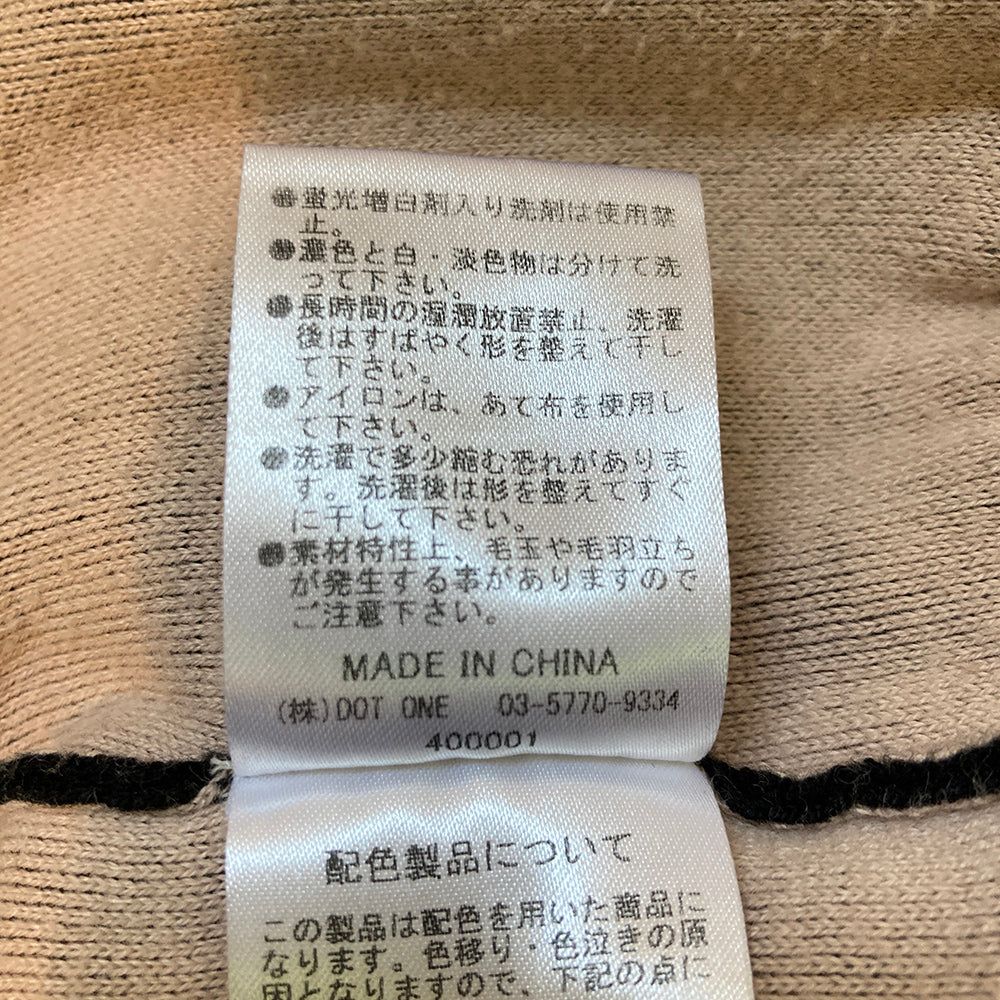 ●蛍光増白剤入り洗剤は使用禁
止。
●濃色と白・淡色物は分けて洗
って下さい。
●長時間の湿潤放置禁止、洗濯
後はすばやく形を整えて干し
て下さい。
●アイロンは、あて布を使用し
て下さい。
●洗濯で多少縮む恐れがありま
す。洗濯後は形を整えてすぐ
に干して下さい。
●素材特性上、毛玉や毛羽立ち
が発生する事がありますので
ご注意下さい。
MADE IN CHINA
(株)DOT ONE 03-5770-9334
400001
配色製品について
この製品は配色を用いた商品に
なります。色移り・色泣きの原
因となりますので、下記の点に